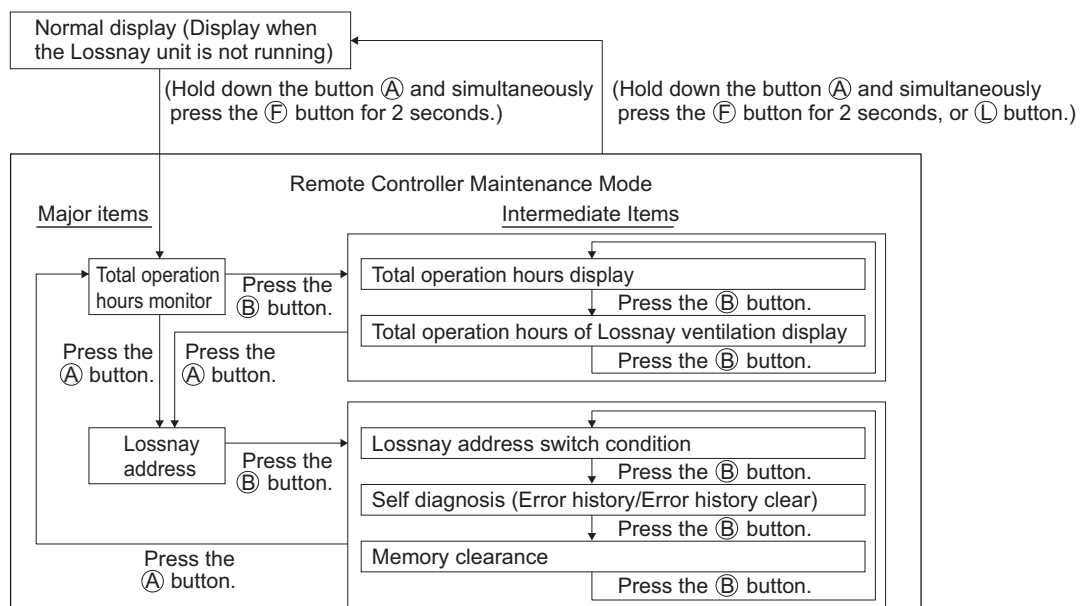 Normal display (Display when
the Lossnay unit is not running)
(Hold down the button Ⓐ and simultaneously
press the Ⓕ button for 2 seconds.)
(Hold down the button Ⓐ and simultaneously
press the Ⓕ button for 2 seconds, or Ⓛ button.)
Remote Controller Maintenance Mode
Major items
Intermediate Items
Total operation
hours monitor
Press the
Ⓑ button.
Total operation hours display
Press the Ⓑ button.
Total operation hours of Lossnay ventilation display
Press the Ⓑ button.
Press the
Ⓐ button.
Press the
Ⓐ button.
Lossnay
address
Press the
Ⓑ button.
Lossnay address switch condition
Press the Ⓑ button.
Self diagnosis (Error history/Error history clear)
Press the Ⓑ button.
Memory clearance
Press the Ⓑ button.
Press the
Ⓐ button.